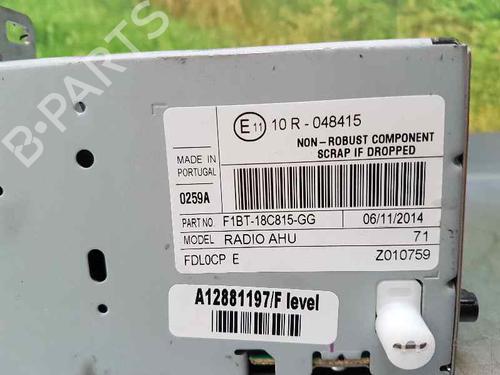 E 11 10 R - 048415
NON - ROBUST COMPONENT
SCRAP IF DROPPED
MADE IN
PORTUGAL
0259A
PART NO. F1BT-18C815-GG 06/11/2014
MODEL RADIO AHU 71
FDL0CP E Z010759
A12881197/F level
B-PARTS